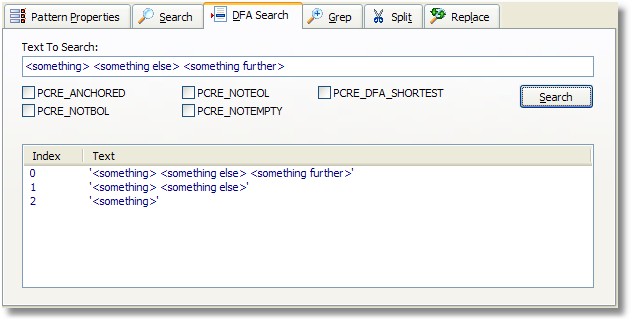 Pattern Properties Search DFA Search Grep Split Replace
Text To Search:
<something> <something else> <something further>
PCRE_ANCHORED PCRE_NOTEOL PCRE_DFA_SHORTEST Search
PCRE_NOTBOL PCRE_NOTEMPTY
Index Text
0 '<something> <something else> <something further>'
1 '<something> <something else>'
2 '<something>'